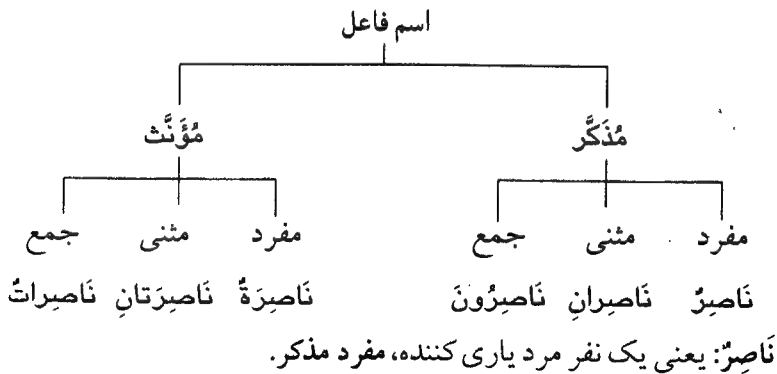 اسم فاعل
مُذَكَّر مُؤَنَّث
مفرد مثنی جمع مفرد مثنی جمع
نَاصِرٌ نَاصِرانِ نَاصِرُونَ نَاصِرَةٌ نَاصِرَتانِ نَاصِراتٌ
نَاصِرٌ: یعنی یک نفر مرد یاری کننده، مفرد مذکر.